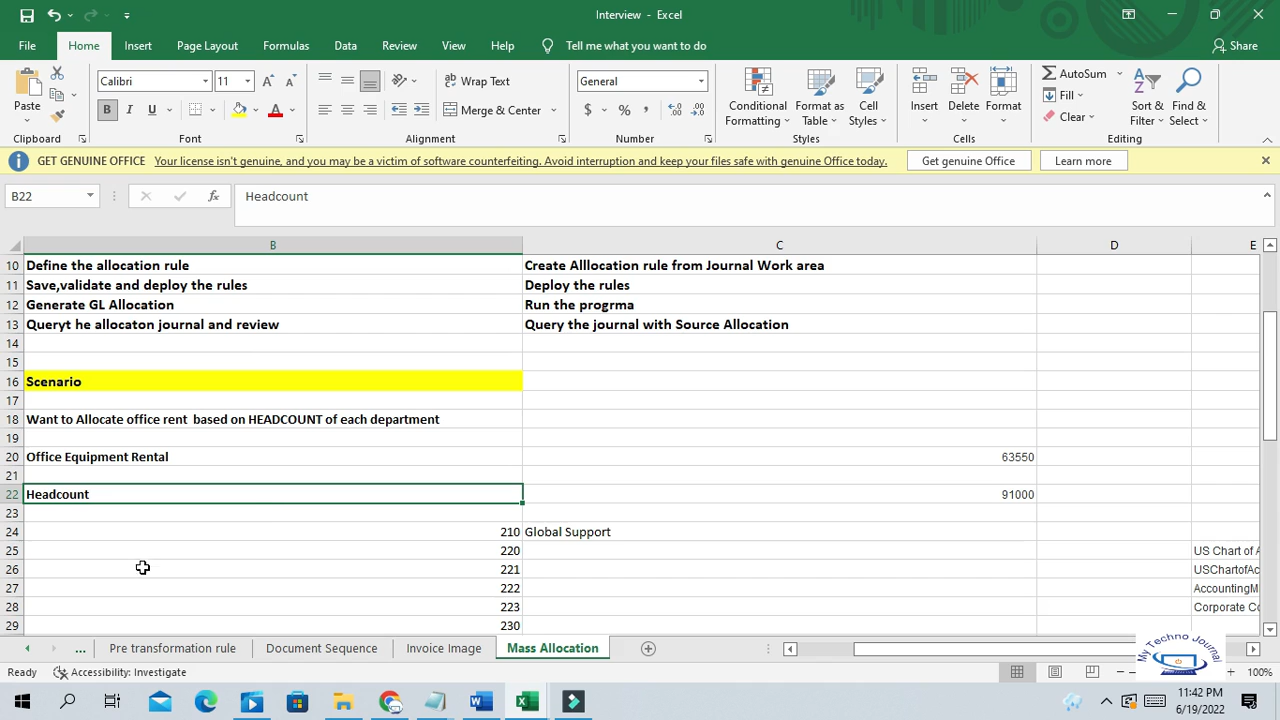 Interview - Excel
File Home Insert Page Layout Formulas Data Review View Help Tell me what you want to do Share
Paste
Clipboard
Calibri 11
B I U
Font
Wrap Text
Merge & Center
Alignment
General
$ % ,
Number
Conditional Formatting
Format as Table
Cell Styles
Styles
Insert Delete Format
Cells
AutoSum
Fill
Clear
Sort & Filter
Find & Select
Editing
GET GENUINE OFFICE Your license isn't genuine, and you may be a victim of software counterfeiting. Avoid interruption and keep your files safe with genuine Office today. Get genuine Office Learn more
B22 fx Headcount
B C D E
10 Define the allocation rule Create Alllocation rule from Journal Work area
11 Save,validate and deploy the rules Deploy the rules
12 Generate GL Allocation Run the progrma
13 Queryt he allocaton journal and review Query the journal with Source Allocation
14
15
16 Scenario
17
18 Want to Allocate office rent based on HEADCOUNT of each department
19
20 Office Equipment Rental 63550
21
22 Headcount 91000
23
24 210 Global Support
25 220 US Chart of A
26 221 USChartofAc
27 222 AccountingM
28 223 Corporate Co
29 230
... Pre transformation rule Document Sequence Invoice Image Mass Allocation
My Techno Journal
Ready Accessibility: Investigate 100%
11:42 PM
6/19/2022